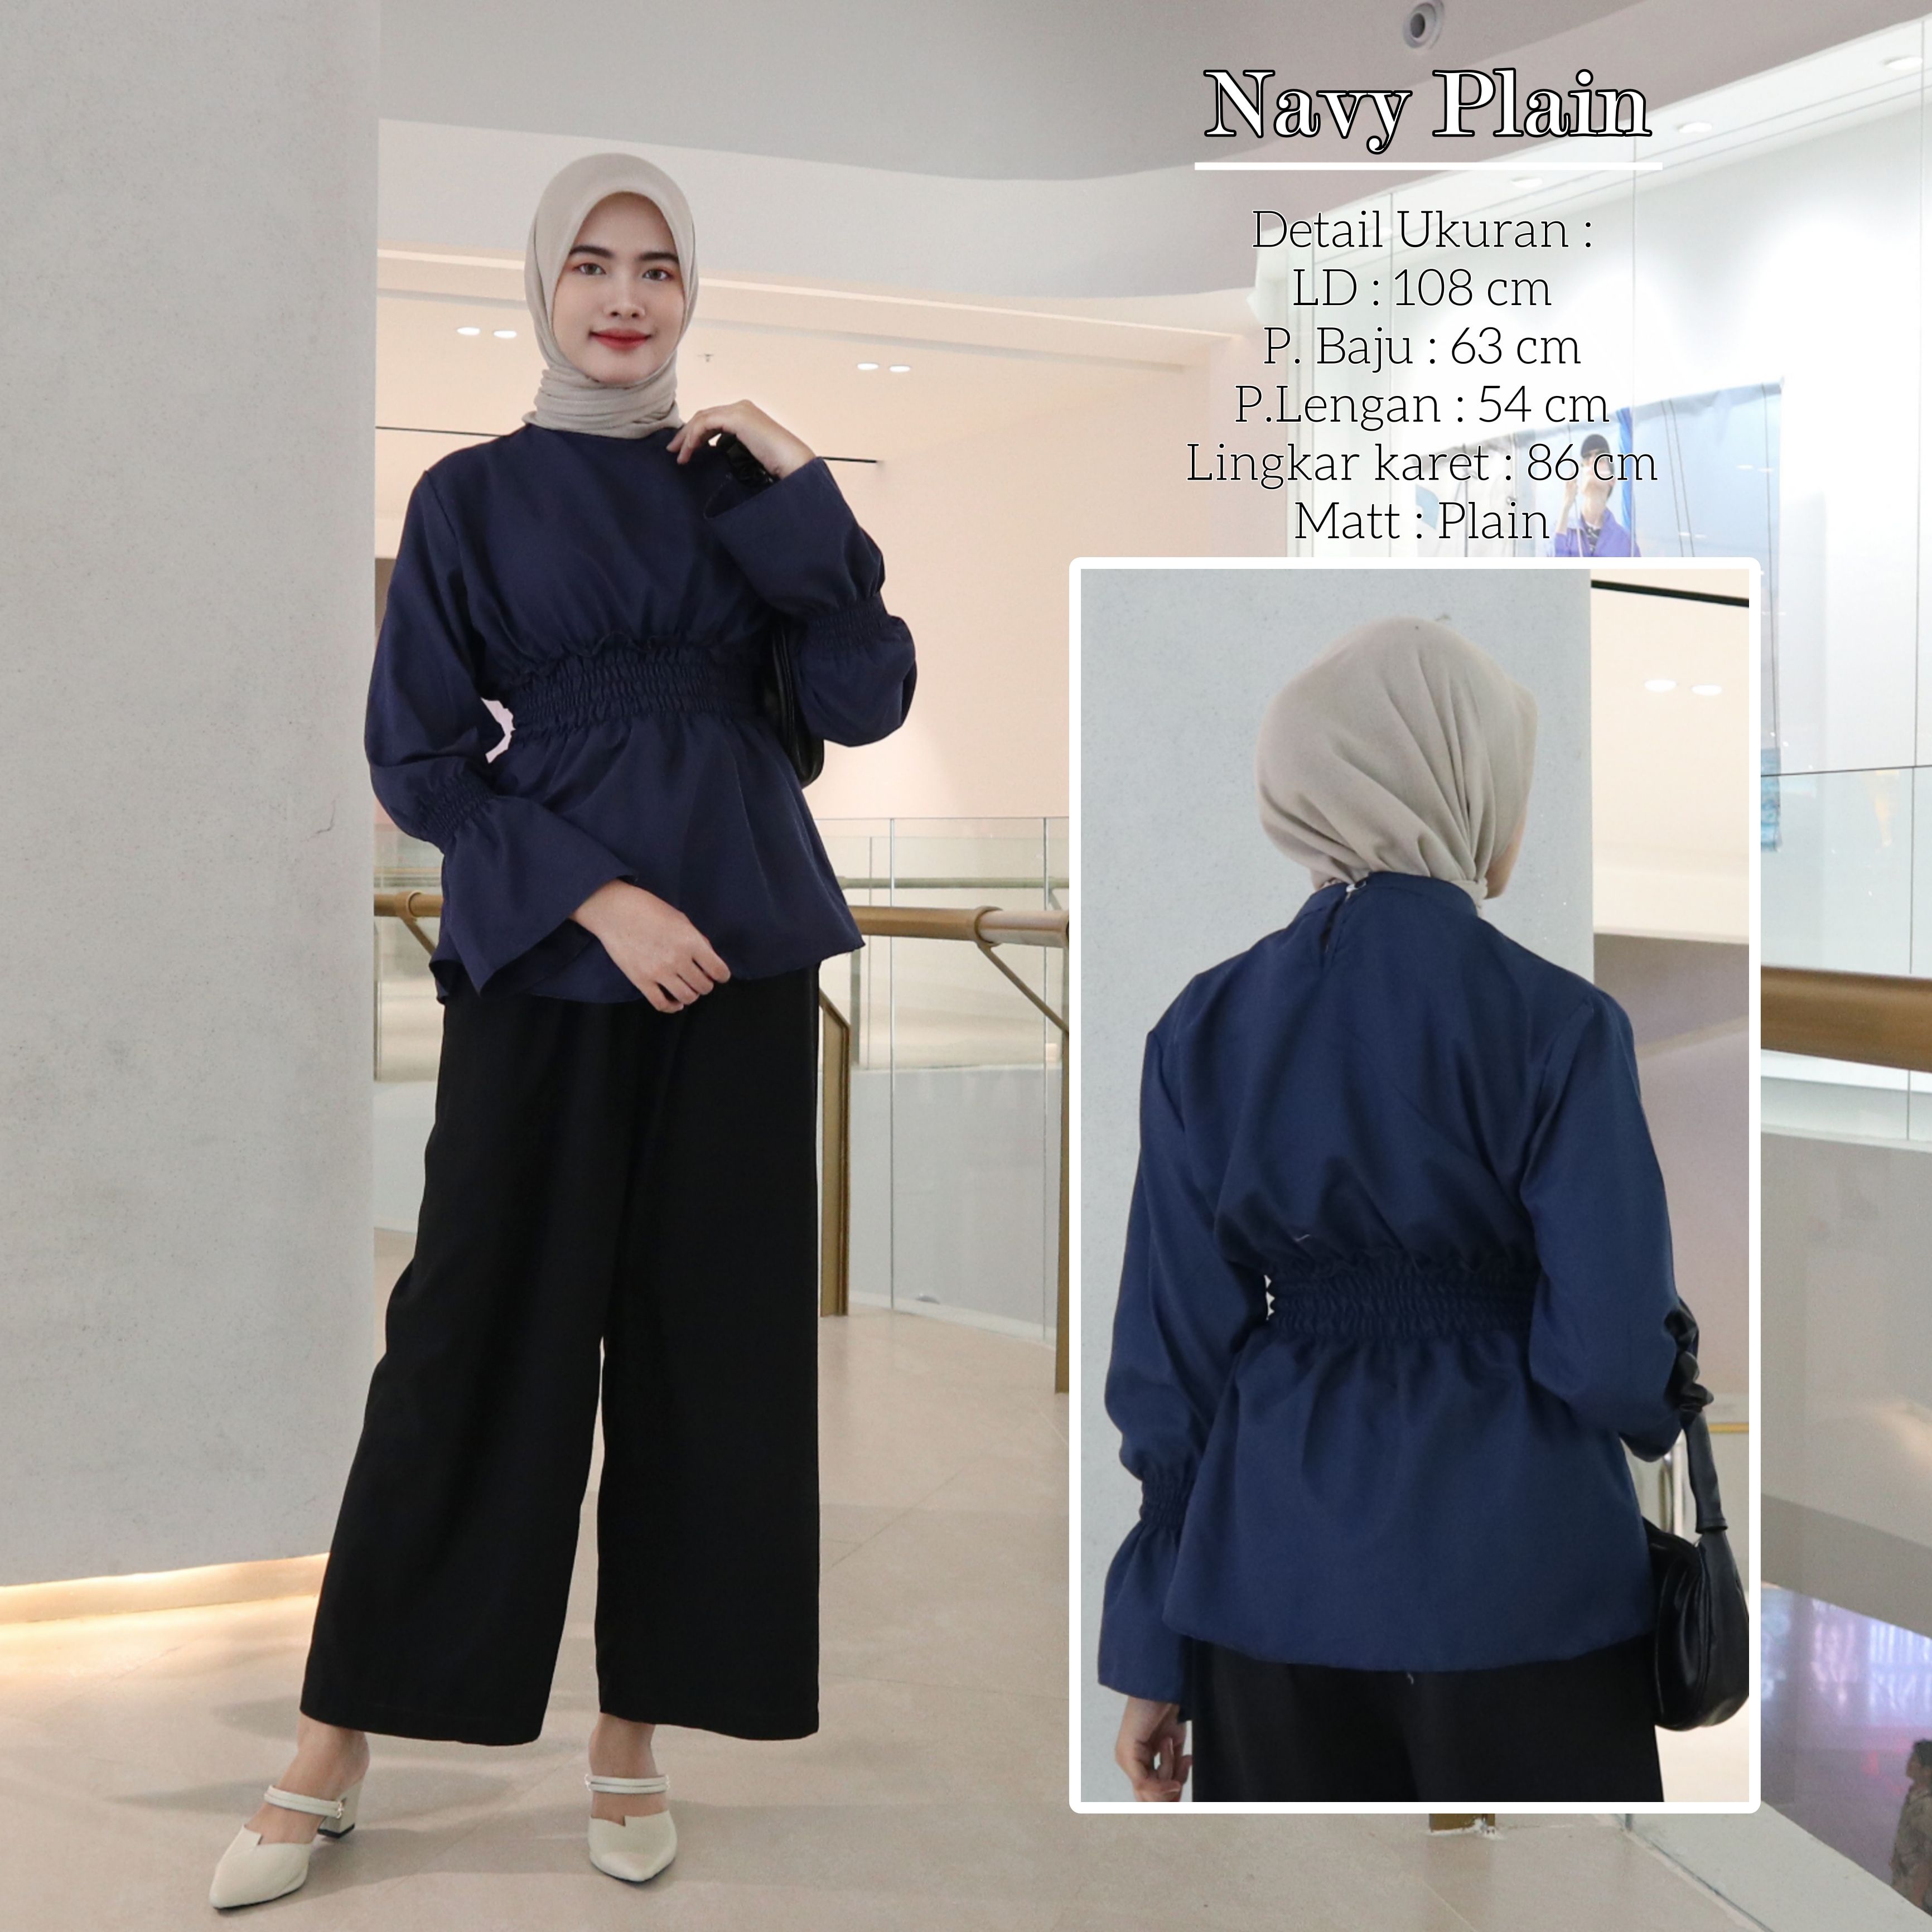 Navy Plain
Detail Ukuran :
LD : 108 cm
P. Baju : 63 cm
P.Lengan : 54 cm
Lingkar karet : 86 cm
Matt : Plain